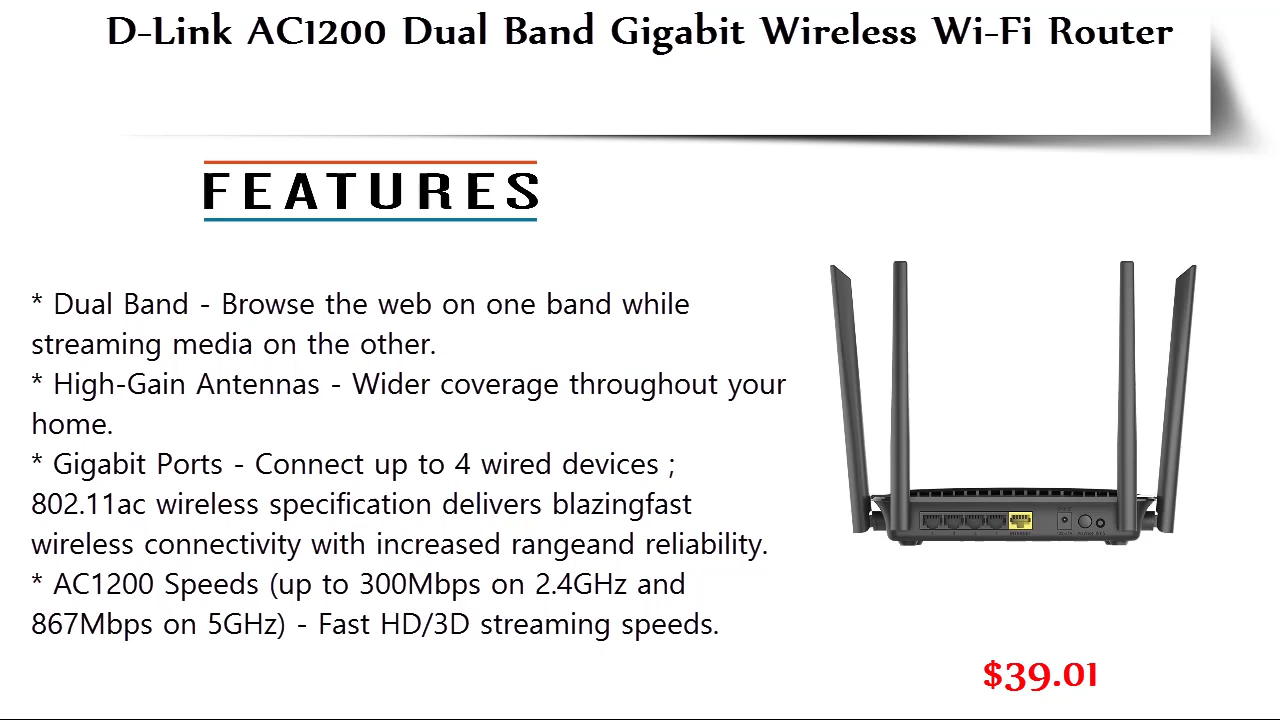 D-Link AC1200 Dual Band Gigabit Wireless Wi-Fi Router
FEATURES
* Dual Band - Browse the web on one band while
streaming media on the other.
* High-Gain Antennas - Wider coverage throughout your
home.
* Gigabit Ports - Connect up to 4 wired devices ;
802.11ac wireless specification delivers blazingfast
wireless connectivity with increased rangeand reliability.
* AC1200 Speeds (up to 300Mbps on 2.4GHz and
867Mbps on 5GHz) - Fast HD/3D streaming speeds.
$39.01